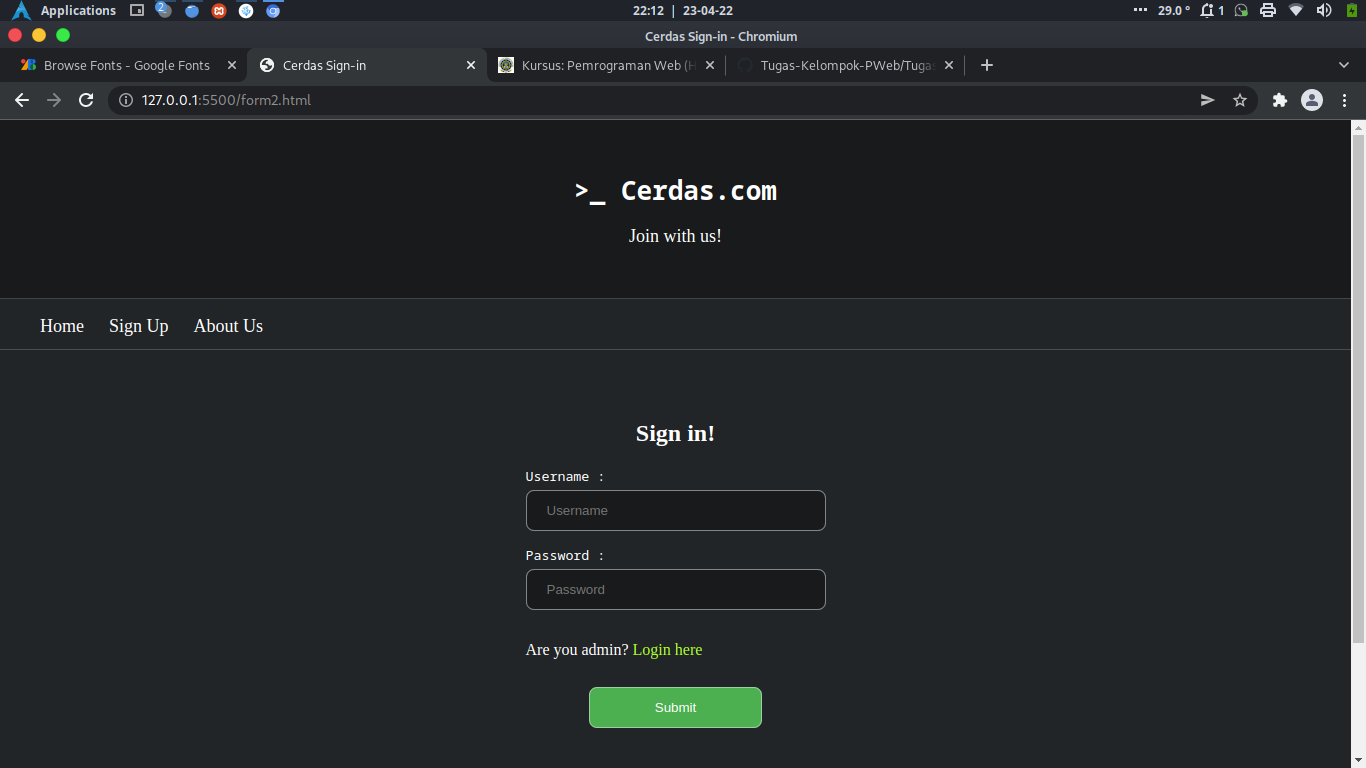 Applications 2 22:12 | 23-04-22 29.0 ° 1
Cerdas Sign-in - Chromium
Browse Fonts - Google Fonts Cerdas Sign-in Kursus: Pemrograman Web (H Tugas-Kelompok-PWeb/Tuga
127.0.0.1:5500/form2.html
>_ Cerdas.com
Join with us!
Home Sign Up About Us
Sign in!
Username :
Username
Password :
Password
Are you admin? Login here
Submit